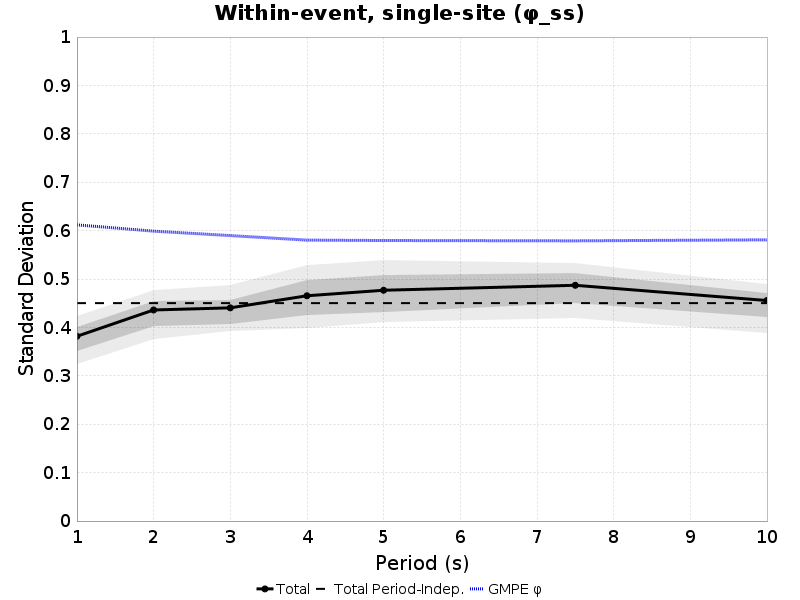 Within-event, single-site (φ_ss)
Standard Deviation
1
0.9
0.8
0.7
0.6
0.5
0.4
0.3
0.2
0.1
0
1 2 3 4 5 6 7 8 9 10
Period (s)
Total Total Period-Indep. GMPE φ